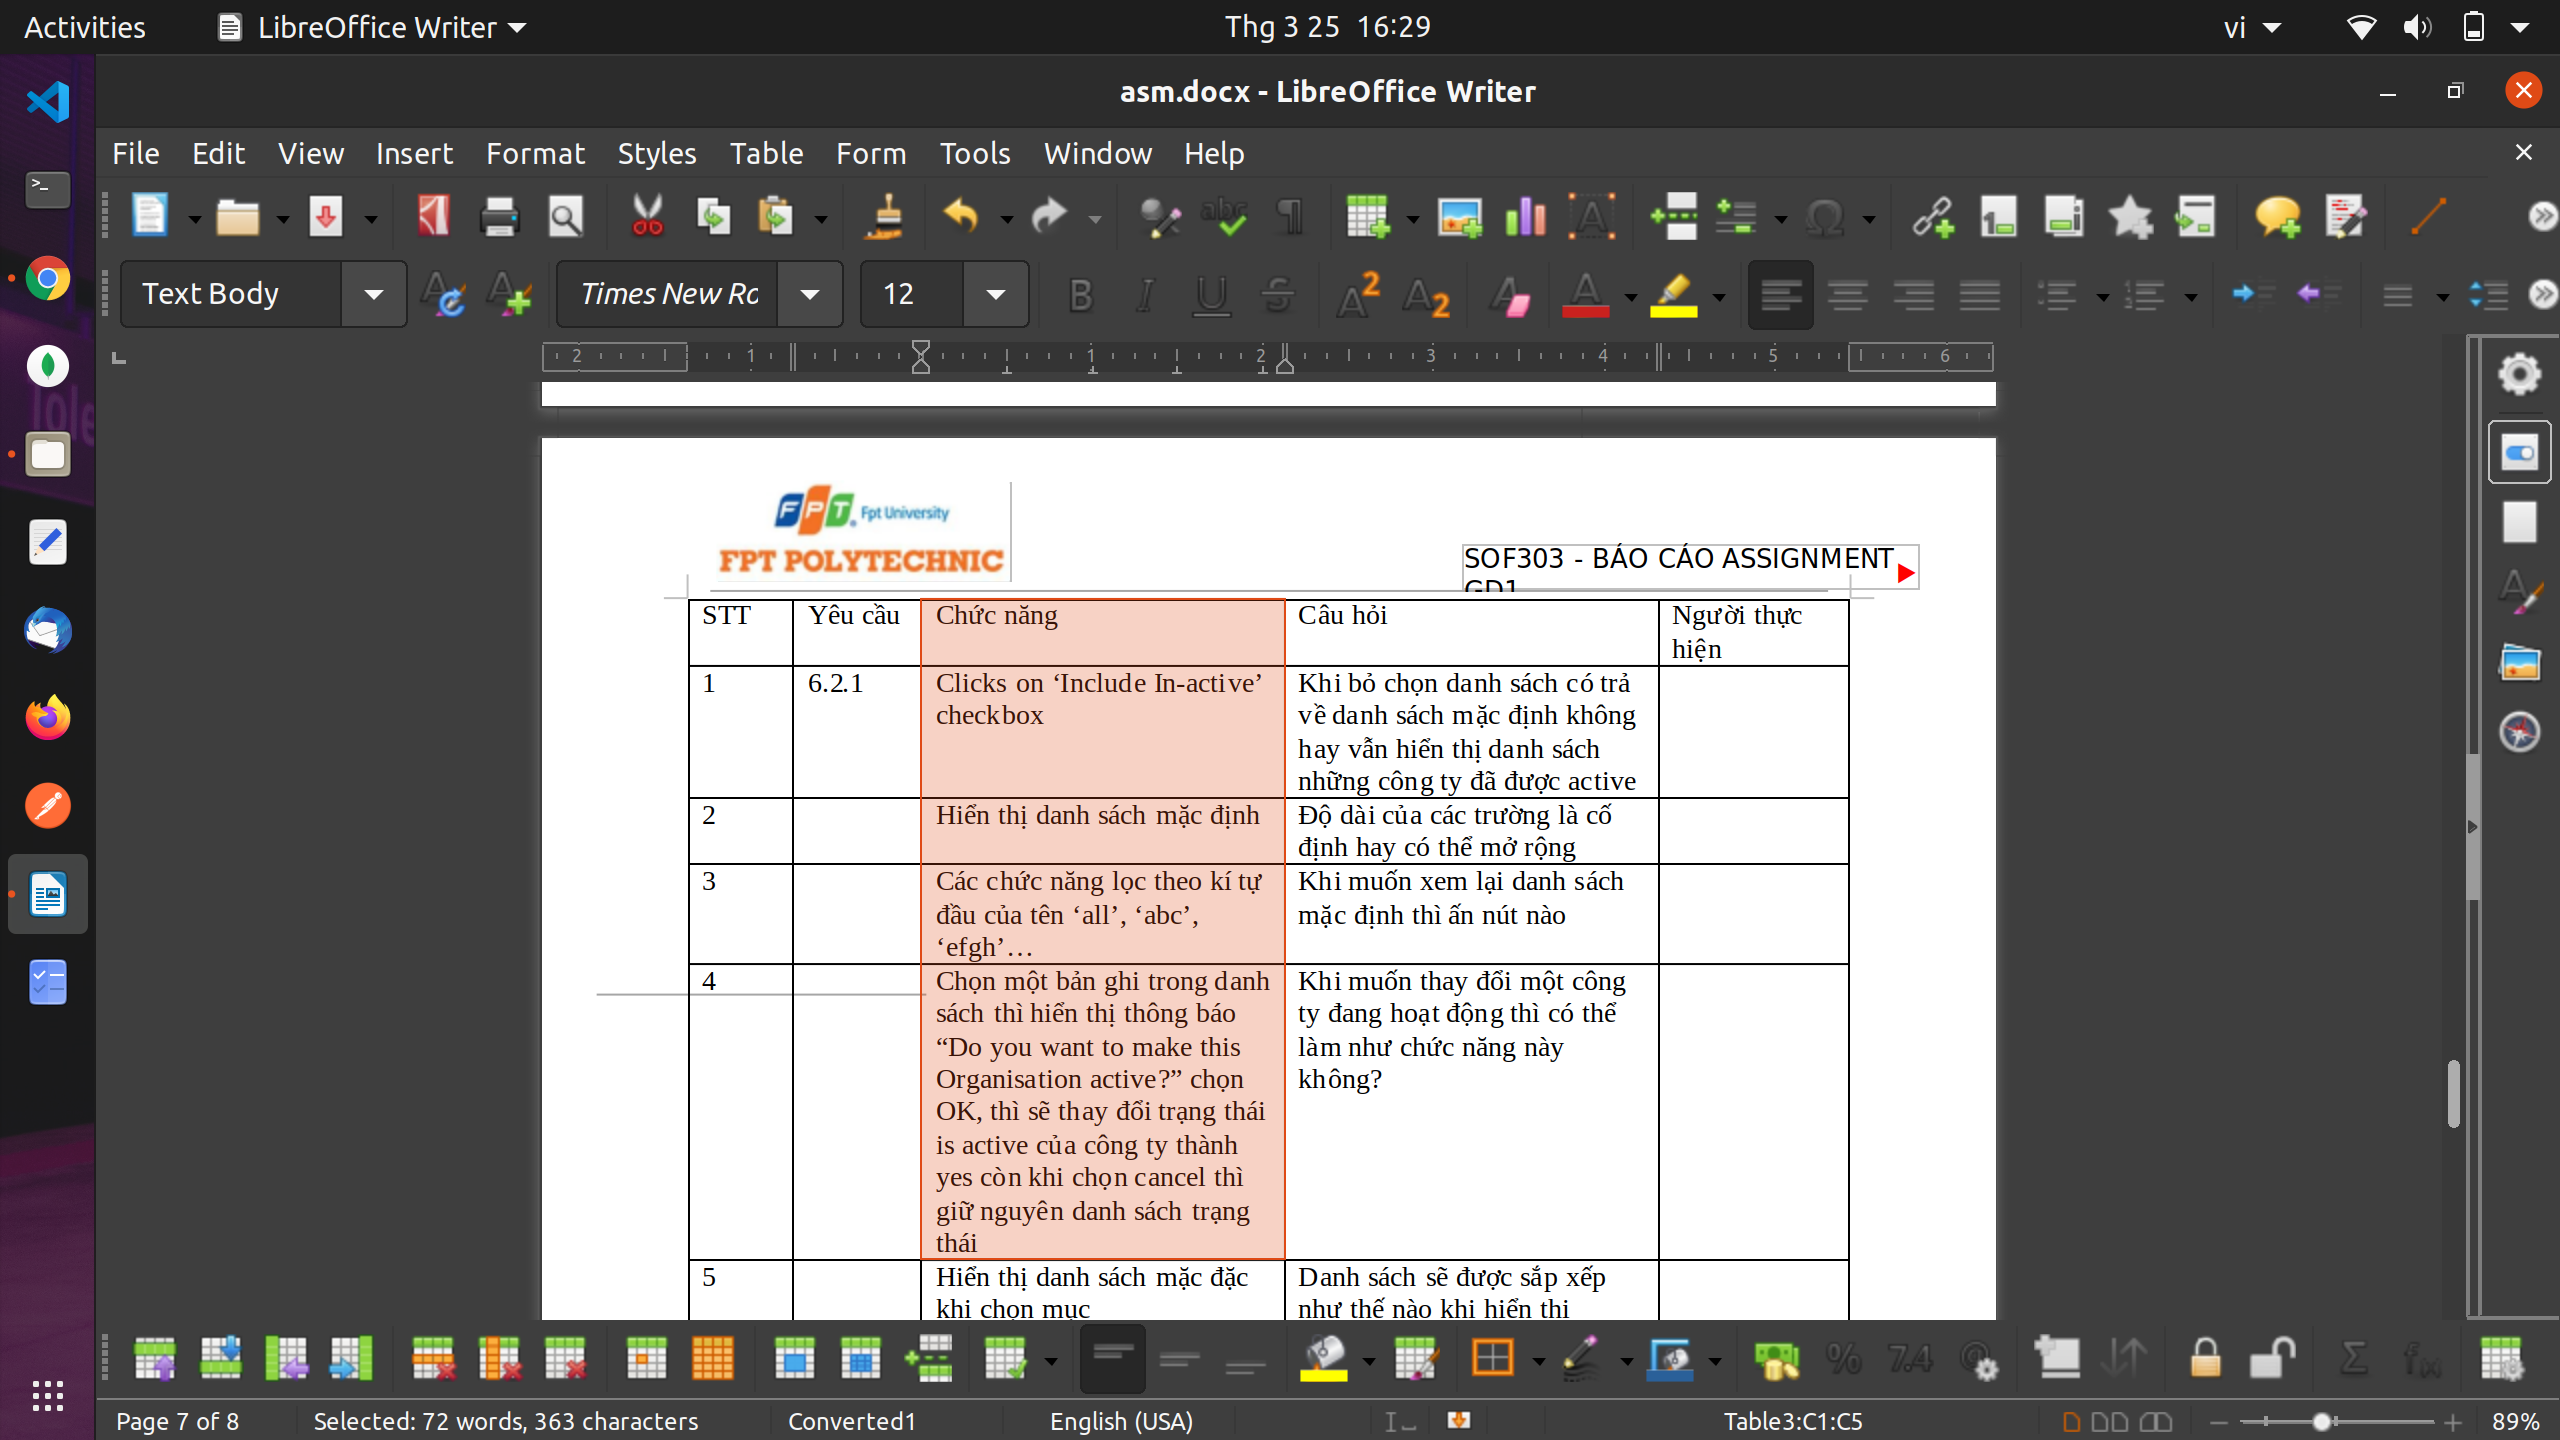 Activities LibreOffice Writer Thg 3 25 16:29 vi
asm.docx - LibreOffice Writer
File Edit View Insert Format Styles Table Form Tools Window Help
Text Body Times New Ro 12
2 1 1 2 3 4 5 6
FPT Fpt University
FPT POLYTECHNIC
SOF303 - BÁO CÁO ASSIGNMENT
GD1
STT Yêu cầu Chức năng Câu hỏi Người thực
hiện
1 6.2.1 Clicks on ‘Include In-active’ Khi bỏ chọn danh sách có trả
checkbox về danh sách mặc định không
hay vẫn hiển thị danh sách
những công ty đã được active
2 Hiển thị danh sách mặc định Độ dài của các trường là cố
định hay có thể mở rộng
3 Các chức năng lọc theo kí tự Khi muốn xem lại danh sách
đầu của tên ‘all’, ‘abc’, mặc định thì ấn nút nào
‘efgh’…
4 Chọn một bản ghi trong danh Khi muốn thay đổi một công
sách thì hiển thị thông báo ty đang hoạt động thì có thể
“Do you want to make this làm như chức năng này
Organisation active?” chọn không?
OK, thì sẽ thay đổi trạng thái
is active của công ty thành
yes còn khi chọn cancel thì
giữ nguyên danh sách trạng
thái
5 Hiển thị danh sách mặc đặc Danh sách sẽ được sắp xếp
khi chọn mục như thế nào khi hiển thi
Page 7 of 8 Selected: 72 words, 363 characters Converted1 English (USA) Table3:C1:C5 89%